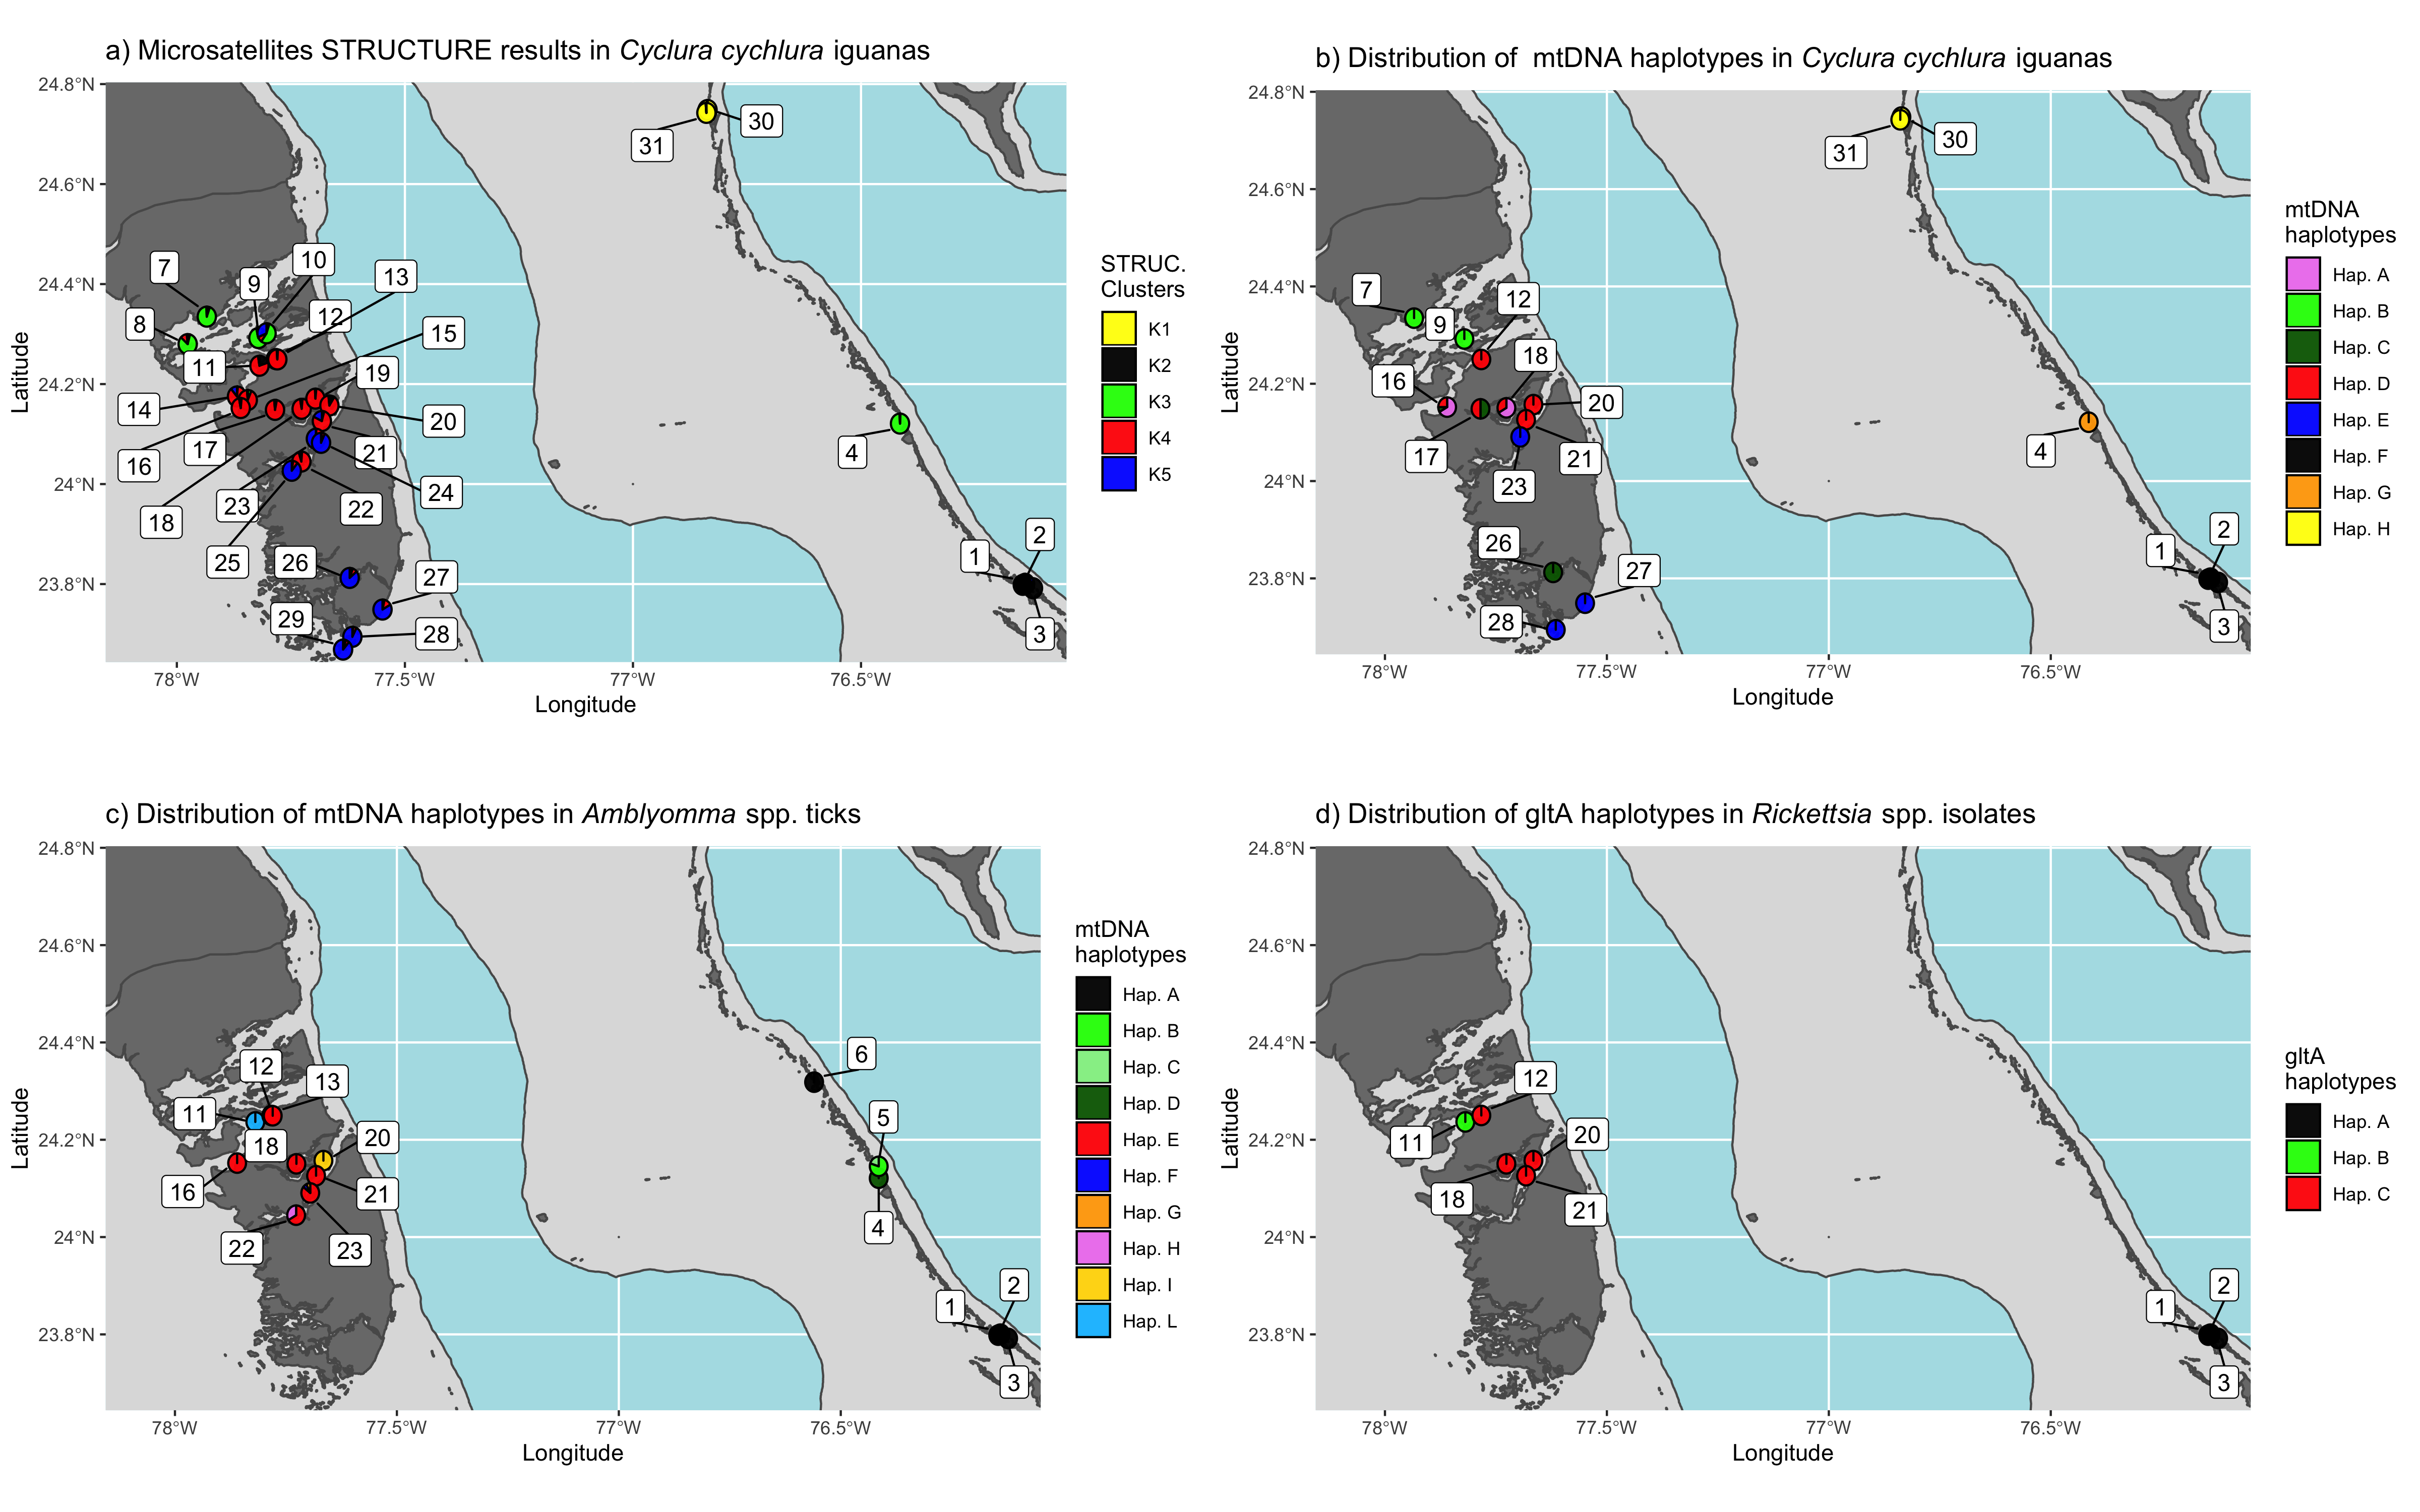 a) Microsatellites STRUCTURE results in Cyclura cychlura iguanas
24.8°N
24.6°N
24.4°N
24.2°N
24°N
23.8°N
Latitude
78°W
77.5°W
77°W
76.5°W
Longitude
31
30
7
8
9
10
13
12
11
15
14
19
16
17
20
21
18
23
24
22
25
26
27
29
28
4
1
2
3
STRUC.
Clusters
K1
K2
K3
K4
K5
b) Distribution of  mtDNA haplotypes in Cyclura cychlura iguanas
24.8°N
24.6°N
24.4°N
24.2°N
24°N
23.8°N
Latitude
78°W
77.5°W
77°W
76.5°W
Longitude
31
30
7
9
12
18
16
20
17
21
23
26
27
28
4
1
2
3
mtDNA
haplotypes
Hap. A
Hap. B
Hap. C
Hap. D
Hap. E
Hap. F
Hap. G
Hap. H
c) Distribution of mtDNA haplotypes in Amblyomma spp. ticks
24.8°N
24.6°N
24.4°N
24.2°N
24°N
23.8°N
Latitude
78°W
77.5°W
77°W
76.5°W
Longitude
12
13
11
18
20
16
21
22
23
6
5
4
1
2
3
mtDNA
haplotypes
Hap. A
Hap. B
Hap. C
Hap. D
Hap. E
Hap. F
Hap. G
Hap. H
Hap. I
Hap. L
d) Distribution of gltA haplotypes in Rickettsia spp. isolates
24.8°N
24.6°N
24.4°N
24.2°N
24°N
23.8°N
Latitude
78°W
77.5°W
77°W
76.5°W
Longitude
12
11
20
18
21
1
2
3
gltA
haplotypes
Hap. A
Hap. B
Hap. C